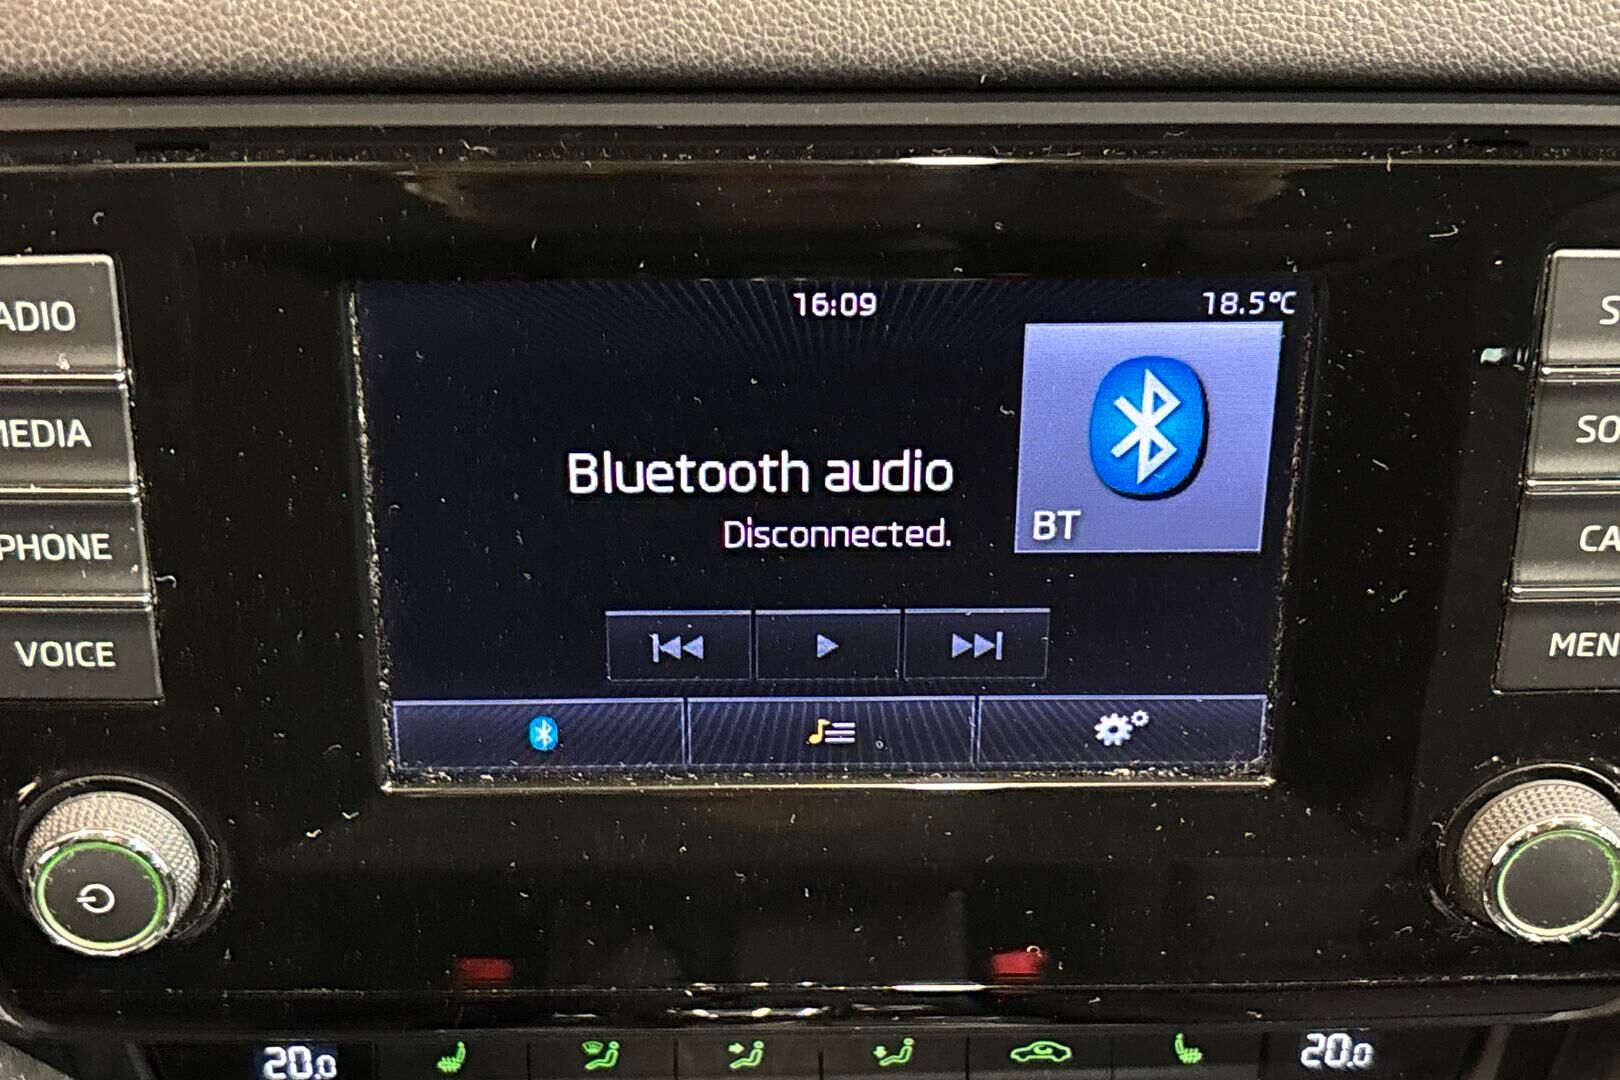 16:09
18.5°C
ADIO
MEDIA
PHONE
VOICE
Bluetooth audio
Disconnected.
BT
S
SO
CA
MEN
20.0
20.0